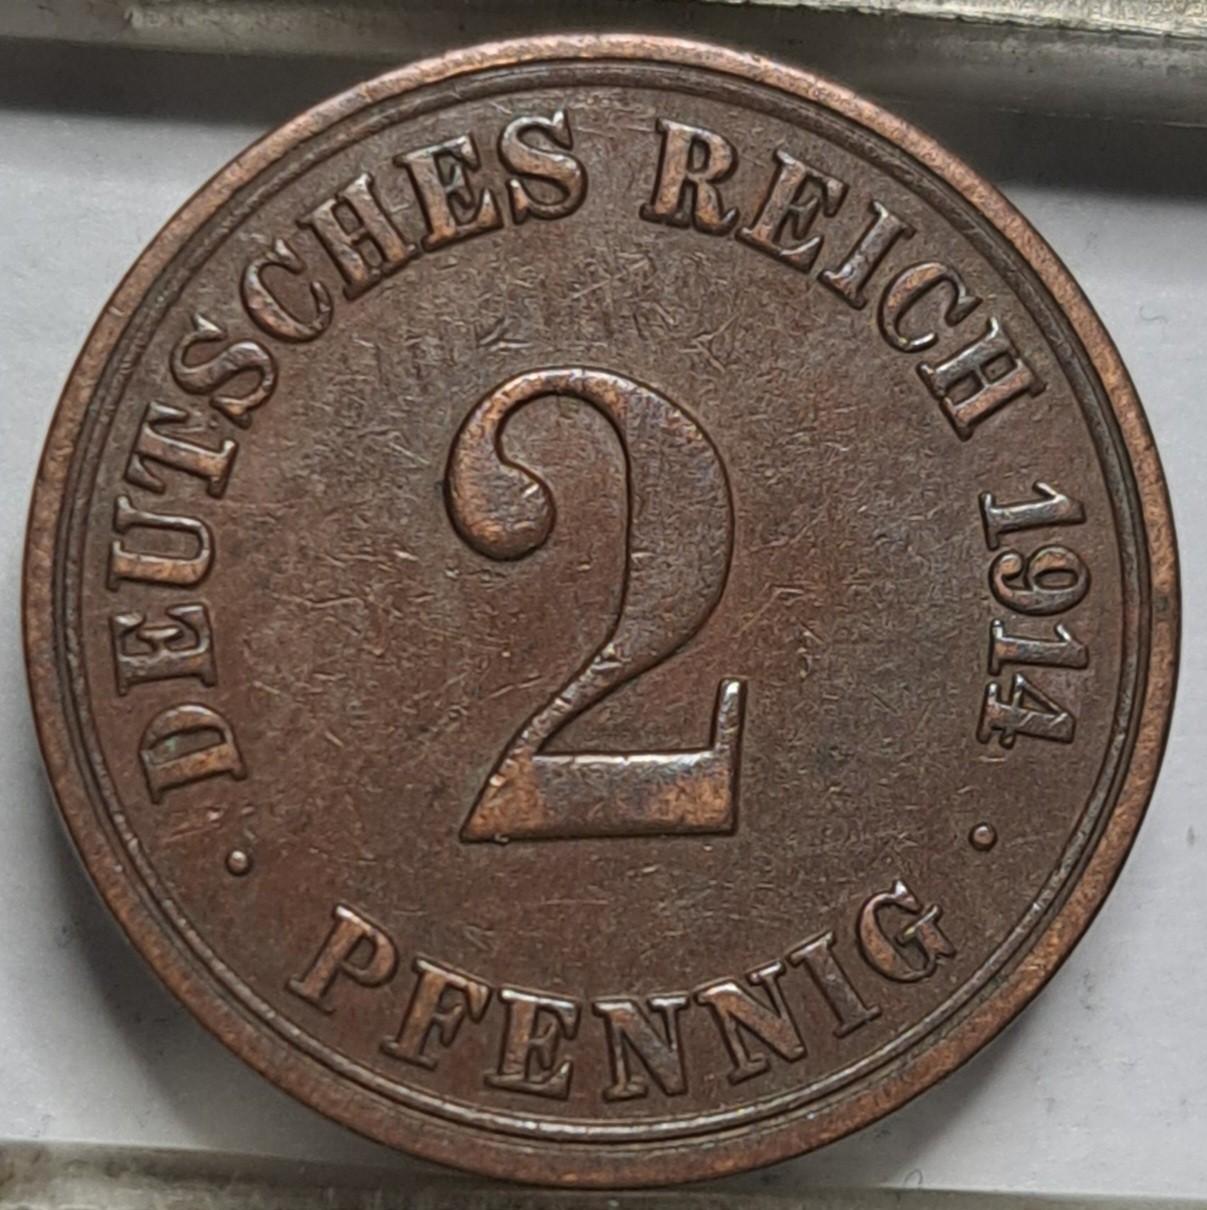 DEUTSCHES REICH 1914
2
· PFENNIG ·